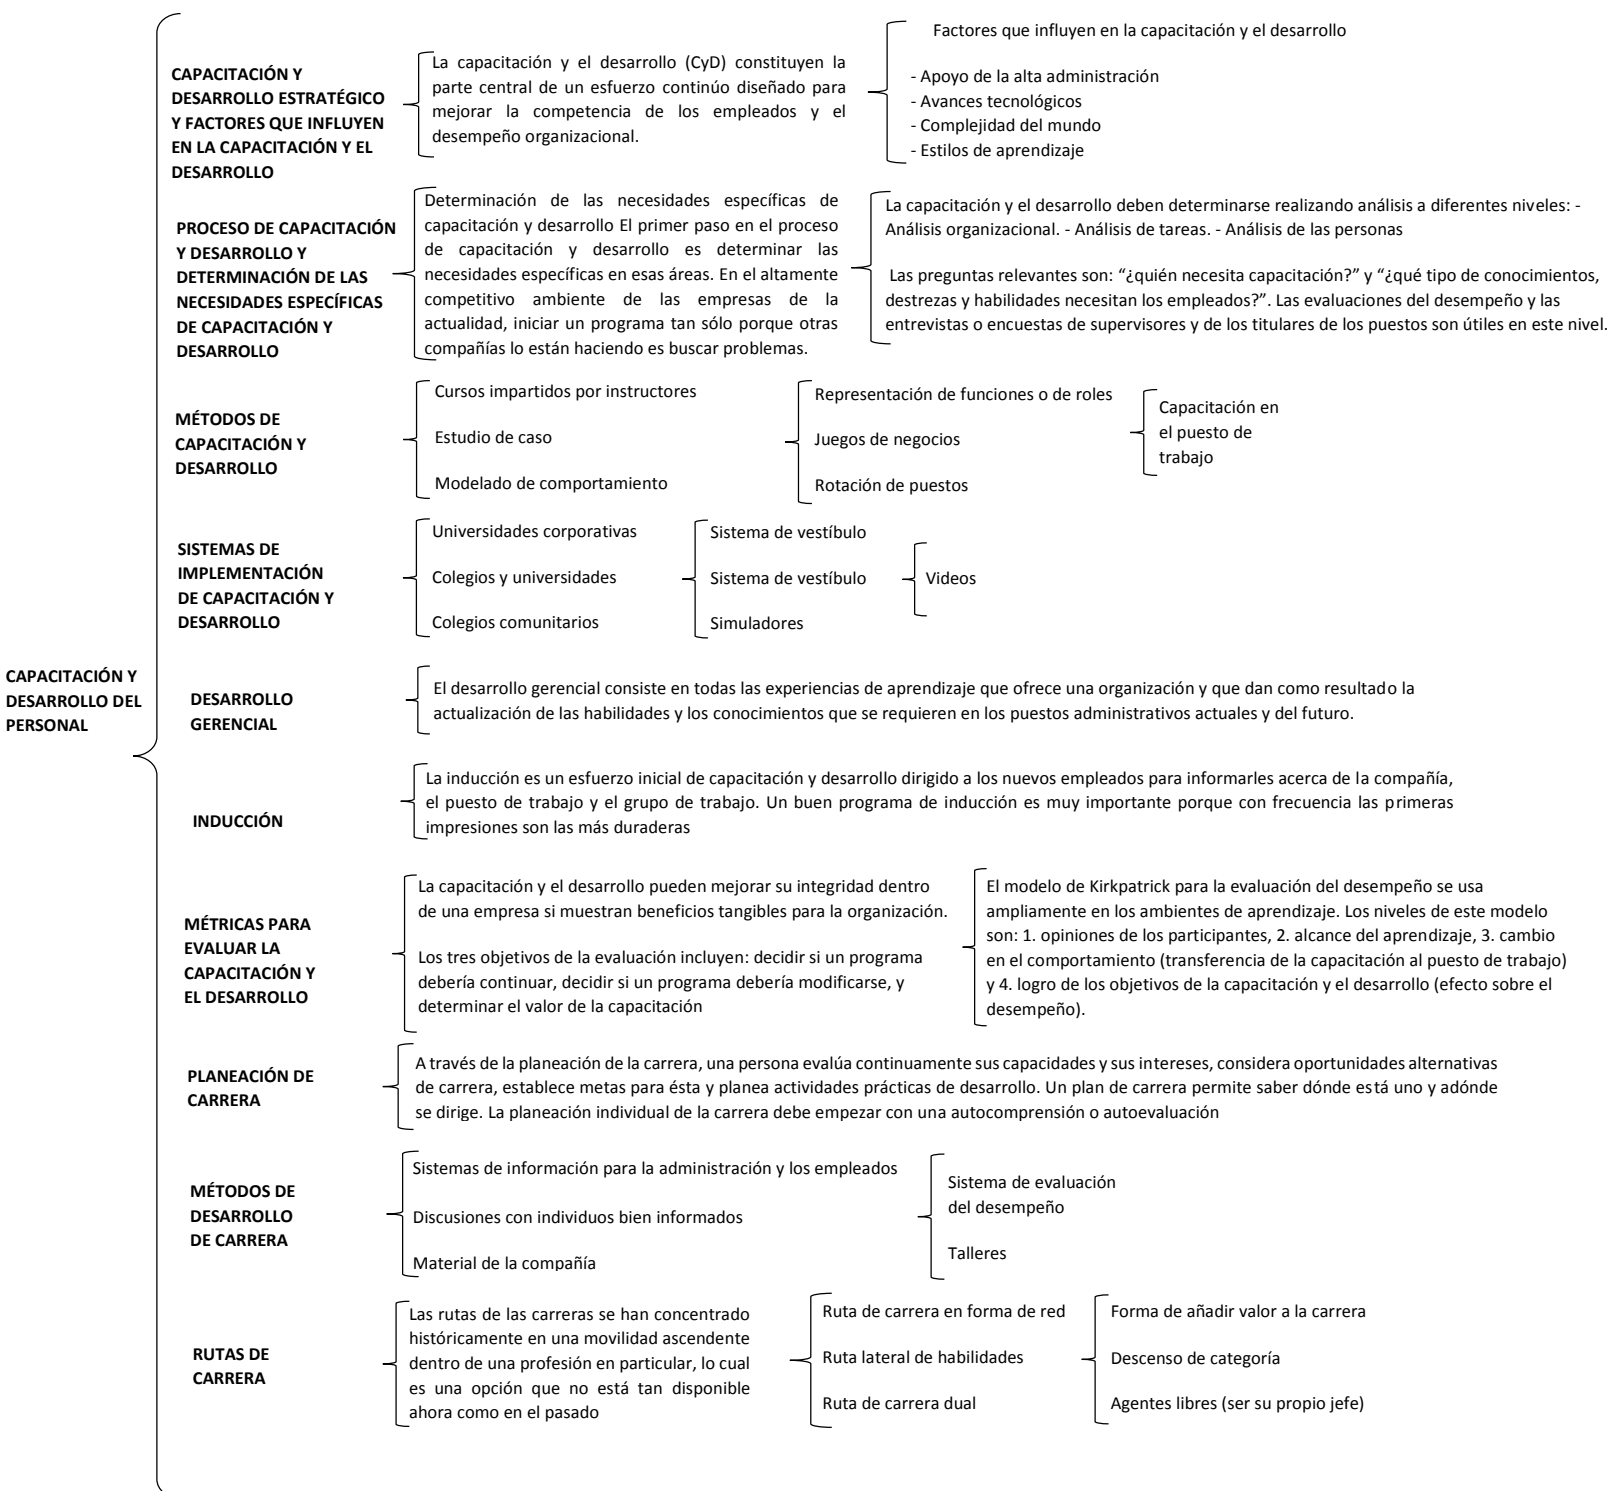 CAPACITACIÓN Y
DESARROLLO DEL
PERSONAL
CAPACITACIÓN Y
DESARROLLO ESTRATÉGICO
Y FACTORES QUE INFLUYEN
EN LA CAPACITACIÓN Y EL
DESARROLLO
La capacitación y el desarrollo (CyD) constituyen la
parte central de un esfuerzo continúo diseñado para
mejorar la competencia de los empleados y el
desempeño organizacional.
Factores que influyen en la capacitación y el desarrollo
- Apoyo de la alta administración
- Avances tecnológicos
- Complejidad del mundo
- Estilos de aprendizaje
PROCESO DE CAPACITACIÓN
Y DESARROLLO Y
DETERMINACIÓN DE LAS
NECESIDADES ESPECÍFICAS
DE CAPACITACIÓN Y
DESARROLLO
Determinación de las necesidades específicas de
capacitación y desarrollo El primer paso en el proceso
de capacitación y desarrollo es determinar las
necesidades específicas en esas áreas. En el altamente
competitivo ambiente de las empresas de la
actualidad, iniciar un programa tan sólo porque otras
compañías lo están haciendo es buscar problemas.
La capacitación y el desarrollo deben determinarse realizando análisis a diferentes niveles: -
Análisis organizacional. - Análisis de tareas. - Análisis de las personas
Las preguntas relevantes son: “¿quién necesita capacitación?” y “¿qué tipo de conocimientos,
destrezas y habilidades necesitan los empleados?”. Las evaluaciones del desempeño y las
entrevistas o encuestas de supervisores y de los titulares de los puestos son útiles en este nivel.
MÉTODOS DE
CAPACITACIÓN Y
DESARROLLO
Cursos impartidos por instructores
Estudio de caso
Modelado de comportamiento
Representación de funciones o de roles
Juegos de negocios
Rotación de puestos
Capacitación en
el puesto de
trabajo
SISTEMAS DE
IMPLEMENTACIÓN
DE CAPACITACIÓN Y
DESARROLLO
Universidades corporativas
Colegios y universidades
Colegios comunitarios
Sistema de vestíbulo
Sistema de vestíbulo
Simuladores
Videos
DESARROLLO
GERENCIAL
El desarrollo gerencial consiste en todas las experiencias de aprendizaje que ofrece una organización y que dan como resultado la
actualización de las habilidades y los conocimientos que se requieren en los puestos administrativos actuales y del futuro.
INDUCCIÓN
La inducción es un esfuerzo inicial de capacitación y desarrollo dirigido a los nuevos empleados para informarles acerca de la compañía,
el puesto de trabajo y el grupo de trabajo. Un buen programa de inducción es muy importante porque con frecuencia las primeras
impresiones son las más duraderas
MÉTRICAS PARA
EVALUAR LA
CAPACITACIÓN Y
EL DESARROLLO
La capacitación y el desarrollo pueden mejorar su integridad dentro
de una empresa si muestran beneficios tangibles para la organización.
Los tres objetivos de la evaluación incluyen: decidir si un programa
debería continuar, decidir si un programa debería modificarse, y
determinar el valor de la capacitación
El modelo de Kirkpatrick para la evaluación del desempeño se usa
ampliamente en los ambientes de aprendizaje. Los niveles de este modelo
son: 1. opiniones de los participantes, 2. alcance del aprendizaje, 3. cambio
en el comportamiento (transferencia de la capacitación al puesto de trabajo)
y 4. logro de los objetivos de la capacitación y el desarrollo (efecto sobre el
desempeño).
PLANEACIÓN DE
CARRERA
A través de la planeación de la carrera, una persona evalúa continuamente sus capacidades y sus intereses, considera oportunidades alternativas
de carrera, establece metas para ésta y planea actividades prácticas de desarrollo. Un plan de carrera permite saber dónde está uno y adónde
se dirige. La planeación individual de la carrera debe empezar con una autocomprensión o autoevaluación
MÉTODOS DE
DESARROLLO
DE CARRERA
Sistemas de información para la administración y los empleados
Discusiones con individuos bien informados
Material de la compañía
Sistema de evaluación
del desempeño
Talleres
RUTAS DE
CARRERA
Las rutas de las carreras se han concentrado
históricamente en una movilidad ascendente
dentro de una profesión en particular, lo cual
es una opción que no está tan disponible
ahora como en el pasado
Ruta de carrera en forma de red
Ruta lateral de habilidades
Ruta de carrera dual
Forma de añadir valor a la carrera
Descenso de categoría
Agentes libres (ser su propio jefe)